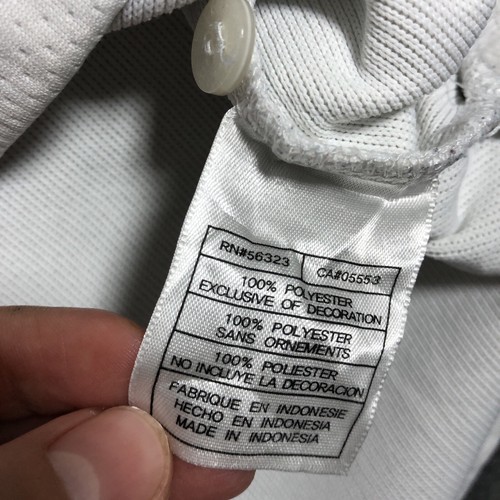 RN#56323 CA#05553
100% POLYESTER
EXCLUSIVE OF DECORATION
100% POLYESTER
SANS ORNEMENTS
100% POLIESTER
NO INCLUYE LA DECORACION
FABRIQUE EN INDONESIE
HECHO EN INDONESIA
MADE IN INDONESIA